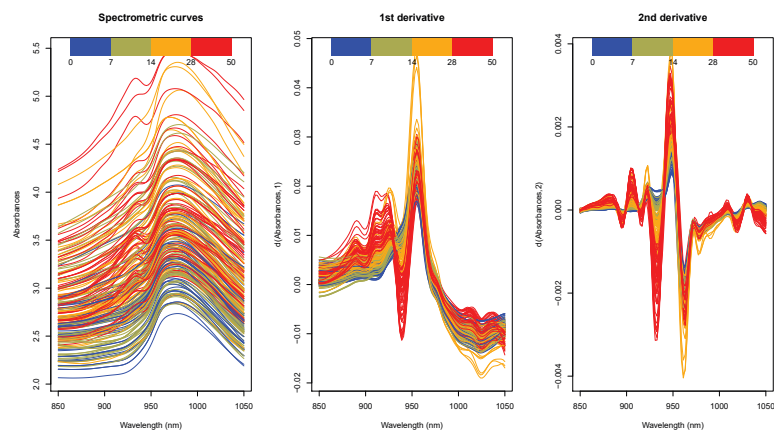 Spectrometric curves
0 7 14 28 50
Absorbances
5.5
5.0
4.5
4.0
3.5
3.0
2.5
2.0
850 900 950 1000 1050
Wavelength (nm)
1st derivative
0 7 14 28 50
d(Absorbances,1)
0.05
0.04
0.03
0.02
0.01
0.00
-0.01
-0.02
850 900 950 1000 1050
Wavelength (nm)
2nd derivative
0 7 14 28 50
d(Absorbances,2)
0.004
0.002
0.000
-0.002
-0.004
850 900 950 1000 1050
Wavelength (nm)